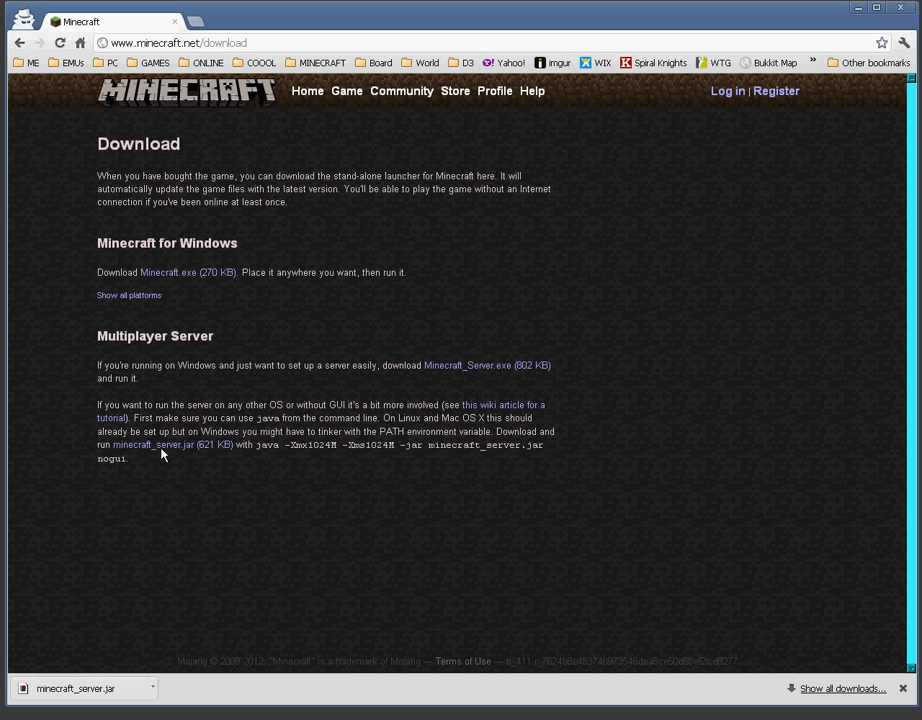 Minecraft
www.minecraft.net/download
ME EMUs PC GAMES ONLINE COOOL MINECRAFT Board World D3 Yahoo! imgur WIX Spiral Knights WTG Bukkit Map » Other bookmarks
MINECRAFT Home Game Community Store Profile Help Log in | Register
Download
When you have bought the game, you can download the stand-alone launcher for Minecraft here. It will
automatically update the game files with the latest version. You'll be able to play the game without an Internet
connection if you've been online at least once.
Minecraft for Windows
Download Minecraft.exe (270 KB). Place it anywhere you want, then run it.
Show all platforms
Multiplayer Server
If you're running on Windows and just want to set up a server easily, download Minecraft_Server.exe (802 KB)
and run it.
If you want to run the server on any other OS or without GUI it's a bit more involved (see this wiki article for a
tutorial). First make sure you can use java from the command line. On Linux and Mac OS X this should
already be set up but on Windows you might have to tinker with the PATH environment variable. Download and
run minecraft_server.jar (621 KB) with java -Xmx1024M -Xms1024M -jar minecraft_server.jar
nogui.
Mojang © 2009-2012. "Minecraft" is a trademark of Mojang — Terms of Use —
minecraft_server.jar Show all downloads...